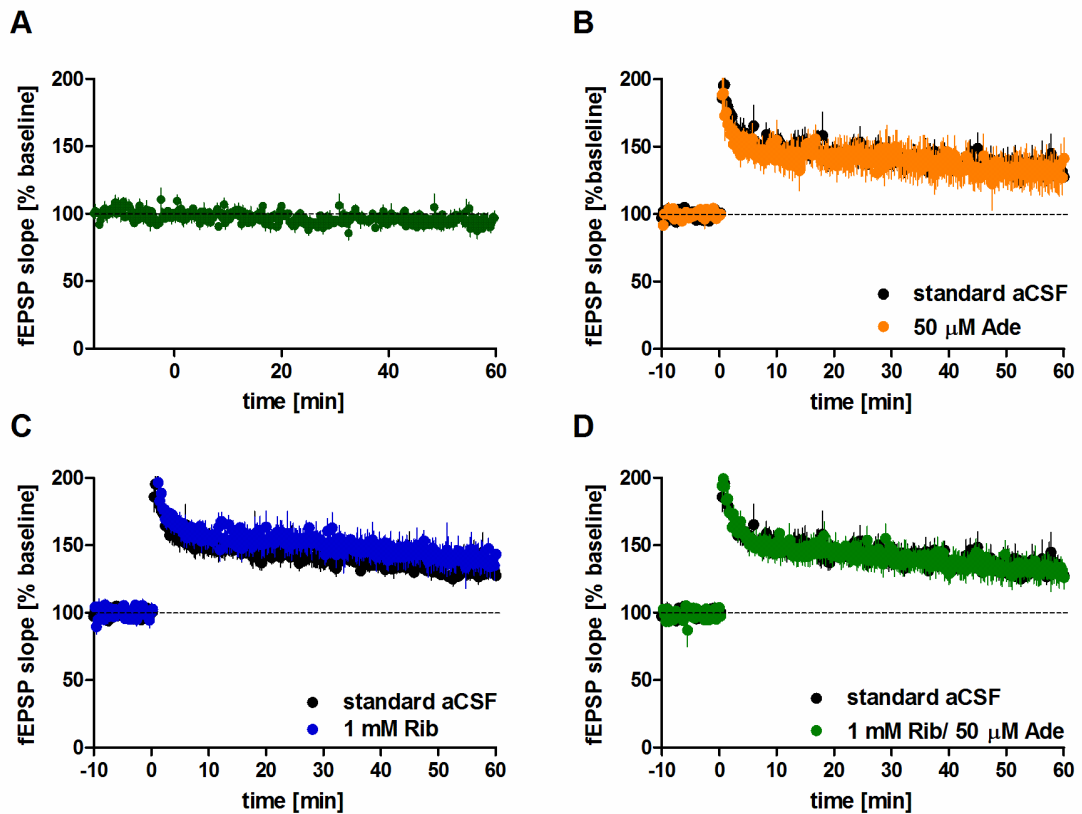 A
B
200
150
100
50
0
fEPSP slope [% baseline]
0
20
40
60
time [min]
200
150
100
50
0
fEPSP slope [%basleline]
standard aCSF
50 μM Ade
-10
0
10
20
30
40
50
60
time [min]
C
D
200
150
100
50
0
fEPSP slope [% baseline]
standard aCSF
1 mM Rib
-10
0
10
20
30
40
50
60
time [min]
200
150
100
50
0
fEPSP slope [% baseline]
standard aCSF
1 mM Rib/ 50 μM Ade
-10
0
10
20
30
40
50
60
time [min]